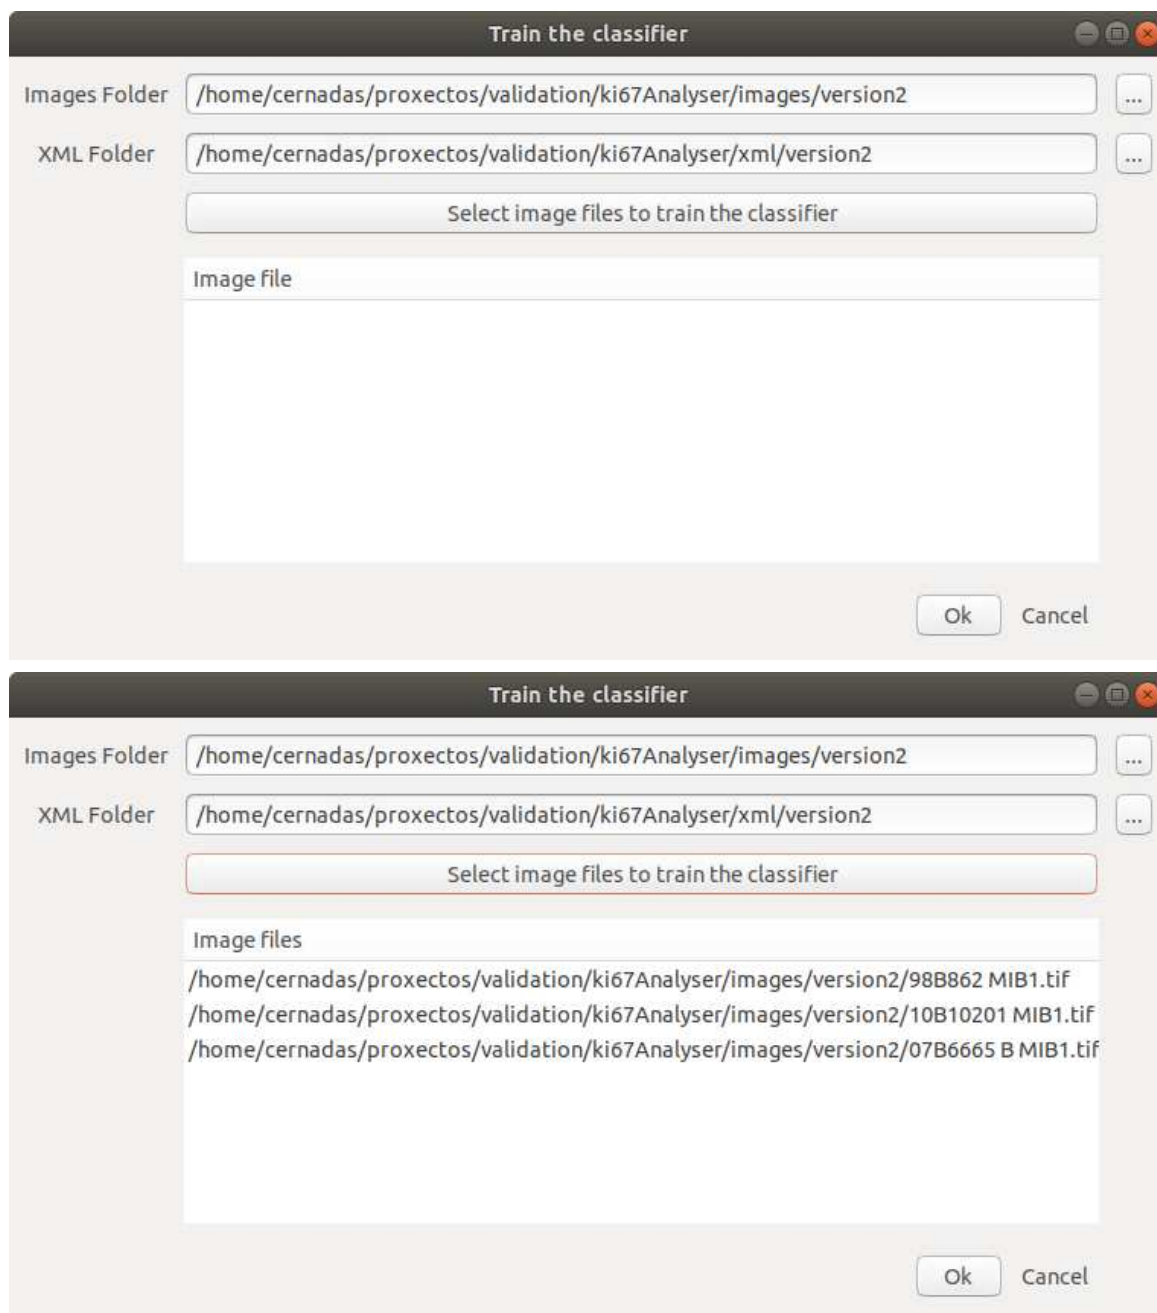 Train the classifier
Images Folder /home/cernadas/proxectos/validation/ki67Analyser/images/version2 ...
XML Folder /home/cernadas/proxectos/validation/ki67Analyser/xml/version2 ...
Select image files to train the classifier
Image file
Ok Cancel
Train the classifier
Images Folder /home/cernadas/proxectos/validation/ki67Analyser/images/version2 ...
XML Folder /home/cernadas/proxectos/validation/ki67Analyser/xml/version2 ...
Select image files to train the classifier
Image files
/home/cernadas/proxectos/validation/ki67Analyser/images/version2/98B862 MIB1.tif
/home/cernadas/proxectos/validation/ki67Analyser/images/version2/10B10201 MIB1.tif
/home/cernadas/proxectos/validation/ki67Analyser/images/version2/07B6665 B MIB1.tif
Ok Cancel